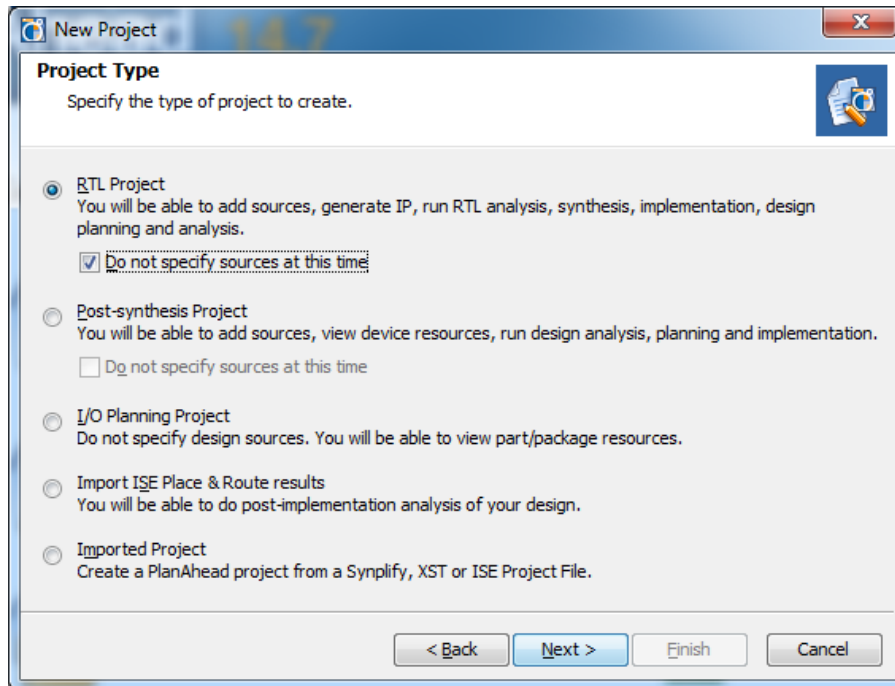 New Project
14.7
Project Type
Specify the type of project to create.
RTL Project
You will be able to add sources, generate IP, run RTL analysis, synthesis, implementation, design
planning and analysis.
Do not specify sources at this time
Post-synthesis Project
You will be able to add sources, view device resources, run design analysis, planning and implementation.
Do not specify sources at this time
I/O Planning Project
Do not specify design sources. You will be able to view part/package resources.
Import ISE Place & Route results
You will be able to do post-implementation analysis of your design.
Imported Project
Create a PlanAhead project from a Synplify, XST or ISE Project File.
< Back
Next >
Finish
Cancel